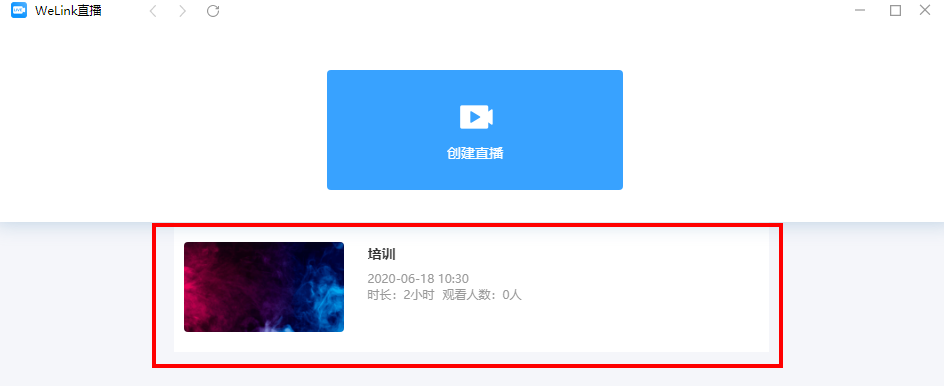 WeLink直播
创建直播
培训
2020-06-18 10:30
时长：2小时 观看人数：0人